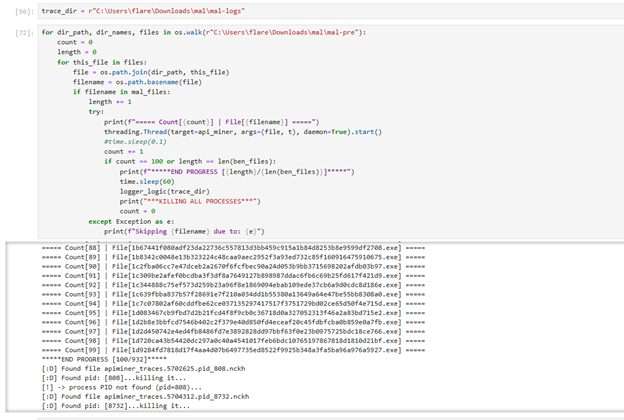 [56]: trace_dir = r"C:\Users\flare\Downloads\mal\mal-logs"
[72]: for dir_path, dir_names, files in os.walk(r"C:\Users\flare\Downloads\mal\mal-pre"):
count = 0
length = 0
for this_file in files:
file = os.path.join(dir_path, this_file)
filename = os.path.basename(file)
if filename in mal_files:
length += 1
try:
print(f"===== Count[{count}] | File[{filename}] =====")
threading.Thread(target=api_miner, args=(file, t), daemon=True).start()
#time.sleep(0.1)
count += 1
if count == 100 or length == len(ben_files):
print(f"*****END PROGRESS [{length}/{len(ben_files)}]*****")
time.sleep(60)
logger_logic(trace_dir)
print("***KILLING ALL PROCESSES***")
count = 0
except Exception as e:
print(f"Skipping {filename} due to: {e}")
===== Count[88] | File[1b67441f080adf23da22736c557813d3bb459c915a1b84d8253b8e9599df2708.exe] =====
===== Count[89] | File[1b8342c0048e13b323224c48caa9aec2952f3a93ed732c85f160916475910675.exe] =====
===== Count[90] | File[1c2fba06cc7e47dceb2a2670f6fcfbec90a24d053b9bb3715698202afdb03b97.exe] =====
===== Count[91] | File[1c309be2afef0bcdba3f3df8a7649127b898987ddac6fb6c69b25fd617f421d9.exe] =====
===== Count[92] | File[1c344888c75ef573d259b23a96f8e1869094ebab109ede37cb6a9d0cdc8d186e.exe] =====
===== Count[93] | File[1c639fbba837b57f28691e7f210a034dd1b55380a13649a64e47be55bb8308a0.exe] =====
===== Count[94] | File[1c7c07802af60cddfbe62ce037135297417517f3751729bd02ce65d50f4e715d.exe] =====
===== Count[95] | File[1d083467cb9fbd7d2b21fcd4f8f9cb0c36718d0a327052313f46a2a83bd715e2.exe] =====
===== Count[96] | File[1d2b8e3bbfcd7546b402c2f379e40d850fd4eceaf20c45fdbfcba0b859e0a7fb.exe] =====
===== Count[97] | File[1d2d450742e4ed4fb8486fd7e3892828dd97bbf63f0e23b0975725bdc18ce766.exe] =====
===== Count[98] | File[1d720ca43b54420dc297a0c40a4541017feb6bdc10765197867818d1810d21bf.exe] =====
===== Count[99] | File[1d9284fd7818d17f4aa4d07b6497735ed8522f9925b348a3fa5ba96a976a5927.exe] =====
*****END PROGRESS [100/932]*****
[:D] Found file apiminer_traces.5702625.pid_808.nckh
[:D] Found pid: [808]...killing it...
[!] -> process PID not found (pid=808)...
[:D] Found file apiminer_traces.5704312.pid_8732.nckh
[:D] Found pid: [8732]...killing it...